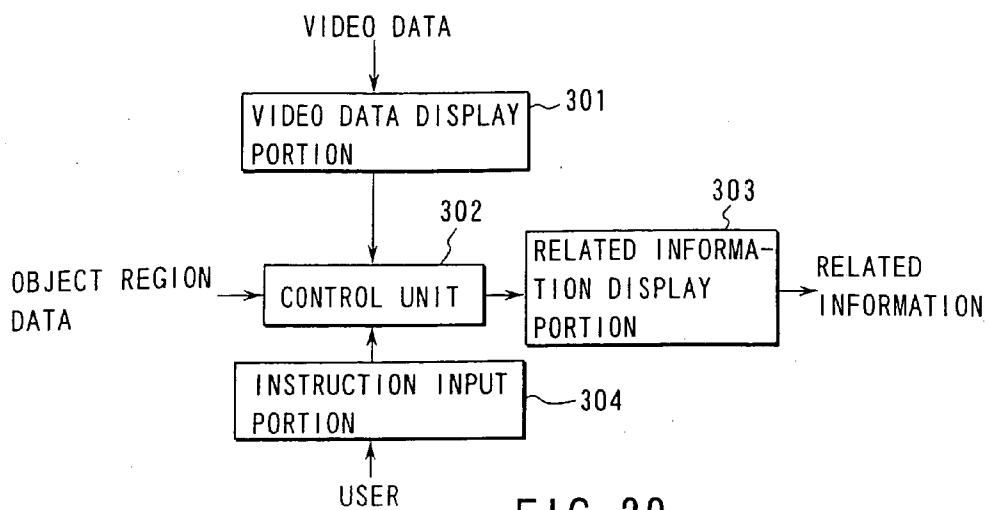 VIDEO DATA
VIDEO DATA DISPLAY
PORTION
301
302
303
OBJECT REGION
DATA
CONTROL UNIT
RELATED INFORMA-
TION DISPLAY
PORTION
RELATED
INFORMATION
INSTRUCTION INPUT
PORTION
304
USER